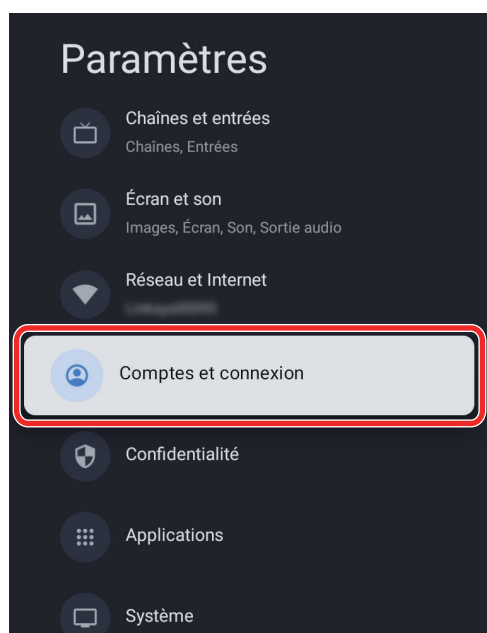 Paramètres
Chaînes et entrées
Chaînes, Entrées
Écran et son
Images, Écran, Son, Sortie audio
Réseau et Internet
Comptes et connexion
Confidentialité
Applications
Système